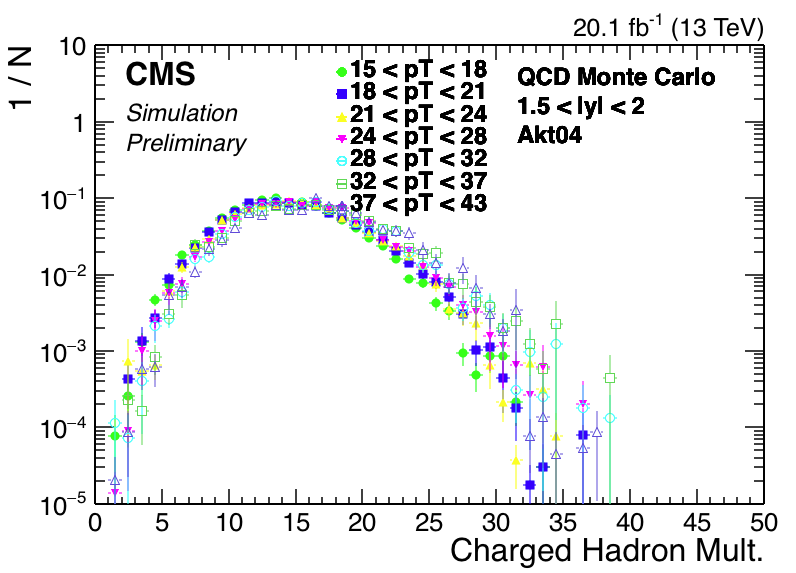 20.1 fb⁻¹ (13 TeV)
1 / N
CMS
Simulation
Preliminary
15 < pT < 18
18 < pT < 21
21 < pT < 24
24 < pT < 28
28 < pT < 32
32 < pT < 37
37 < pT < 43
QCD Monte Carlo
1.5 < lyl < 2
Akt04
10
1
10⁻¹
10⁻²
10⁻³
10⁻⁴
10⁻⁵
0 5 10 15 20 25 30 35 40 45 50
Charged Hadron Mult.